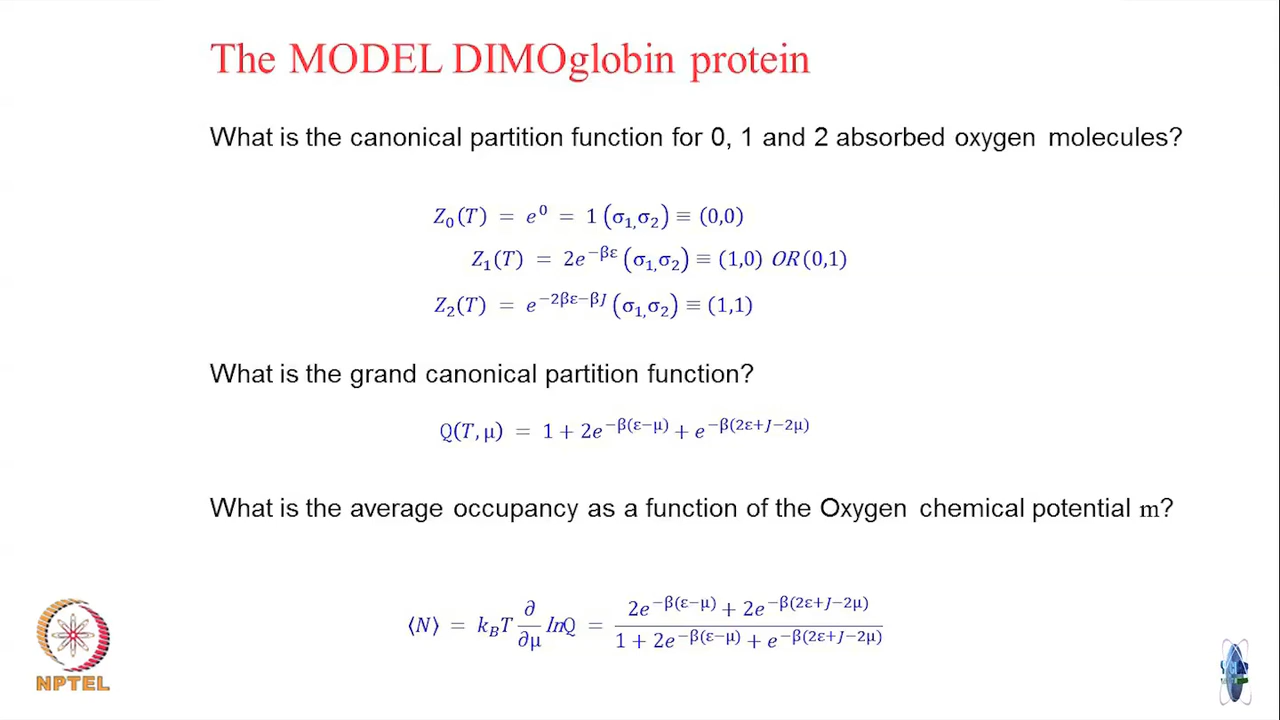 The MODEL DIMOglobin protein
What is the canonical partition function for 0, 1 and 2 absorbed oxygen molecules?
Z₀(T) = e⁰ = 1 (σ₁,σ₂) ≡ (0,0)
Z₁(T) = 2e^{−βε} (σ₁,σ₂) ≡ (1,0) OR (0,1)
Z₂(T) = e^{−2βε−βJ} (σ₁,σ₂) ≡ (1,1)
What is the grand canonical partition function?
Q(T,μ) = 1 + 2e^{−β(ε−μ)} + e^{−β(2ε+J−2μ)}
What is the average occupancy as a function of the Oxygen chemical potential m?
⟨N⟩ = k_B T ∂/∂μ lnQ = (2e^{−β(ε−μ)} + 2e^{−β(2ε+J−2μ)}) / (1 + 2e^{−β(ε−μ)} + e^{−β(2ε+J−2μ)})
NPTEL